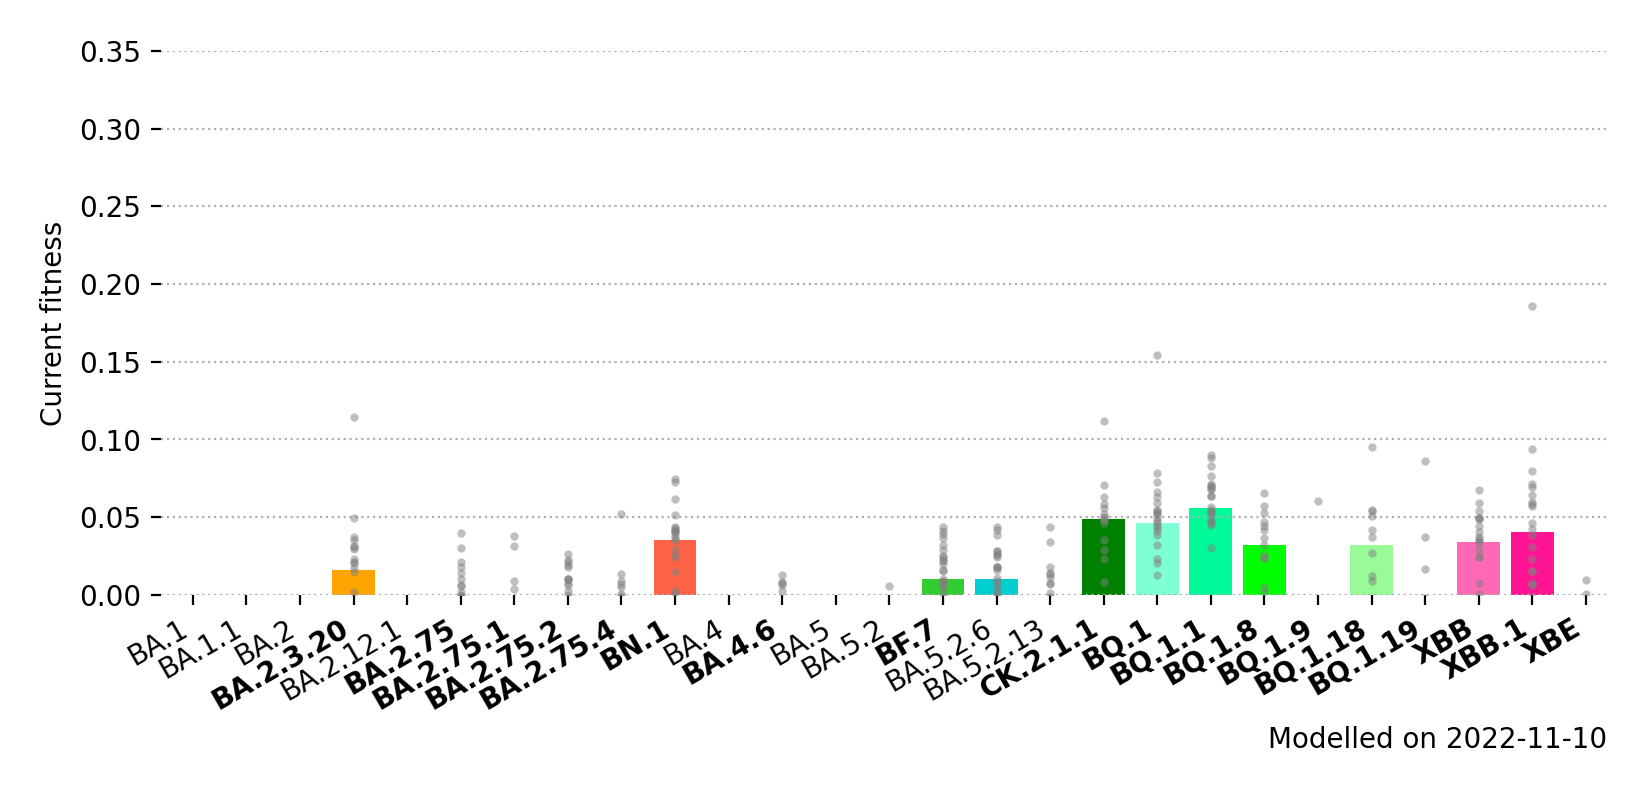 0.35
0.30
0.25
0.20
0.15
0.10
0.05
0.00
Current fitness
BA.1
BA.1.1
BA.2
BA.2.3.20
BA.2.12.1
BA.2.75
BA.2.75.1
BA.2.75.2
BA.2.75.4
BN.1
BA.4
BA.4.6
BA.5
BA.5.2
BF.7
BA.5.2.6
BA.5.2.13
CK.2.1.1
BQ.1
BQ.1.1
BQ.1.8
BQ.1.9
BQ.1.18
BQ.1.19
XBB
XBB.1
XBE
Modelled on 2022-11-10